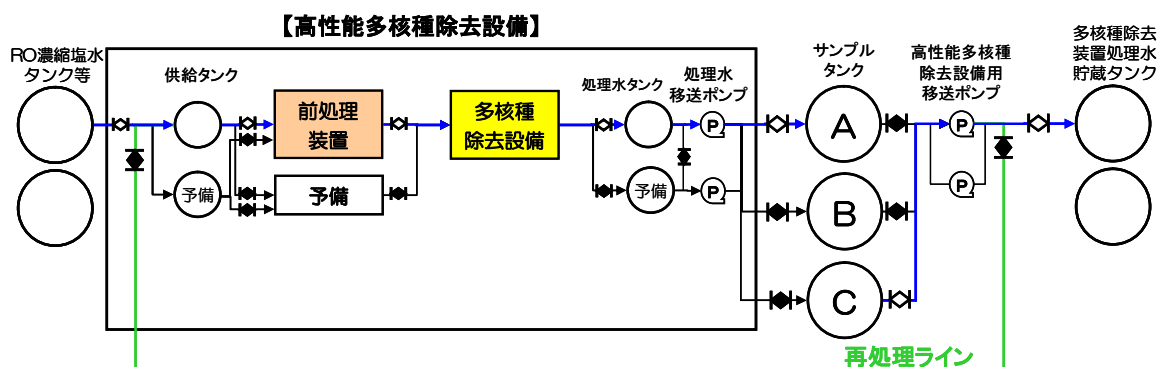 【高性能多核種除去設備】
RO濃縮塩水
タンク等
供給タンク
予備
前処理
装置
予備
多核種
除去設備
処理水タンク
予備
処理水
移送ポンプ
P
P
サンプル
タンク
A
B
C
高性能多核種
除去設備用
移送ポンプ
P
P
多核種除去
装置処理水
貯蔵タンク
再処理ライン